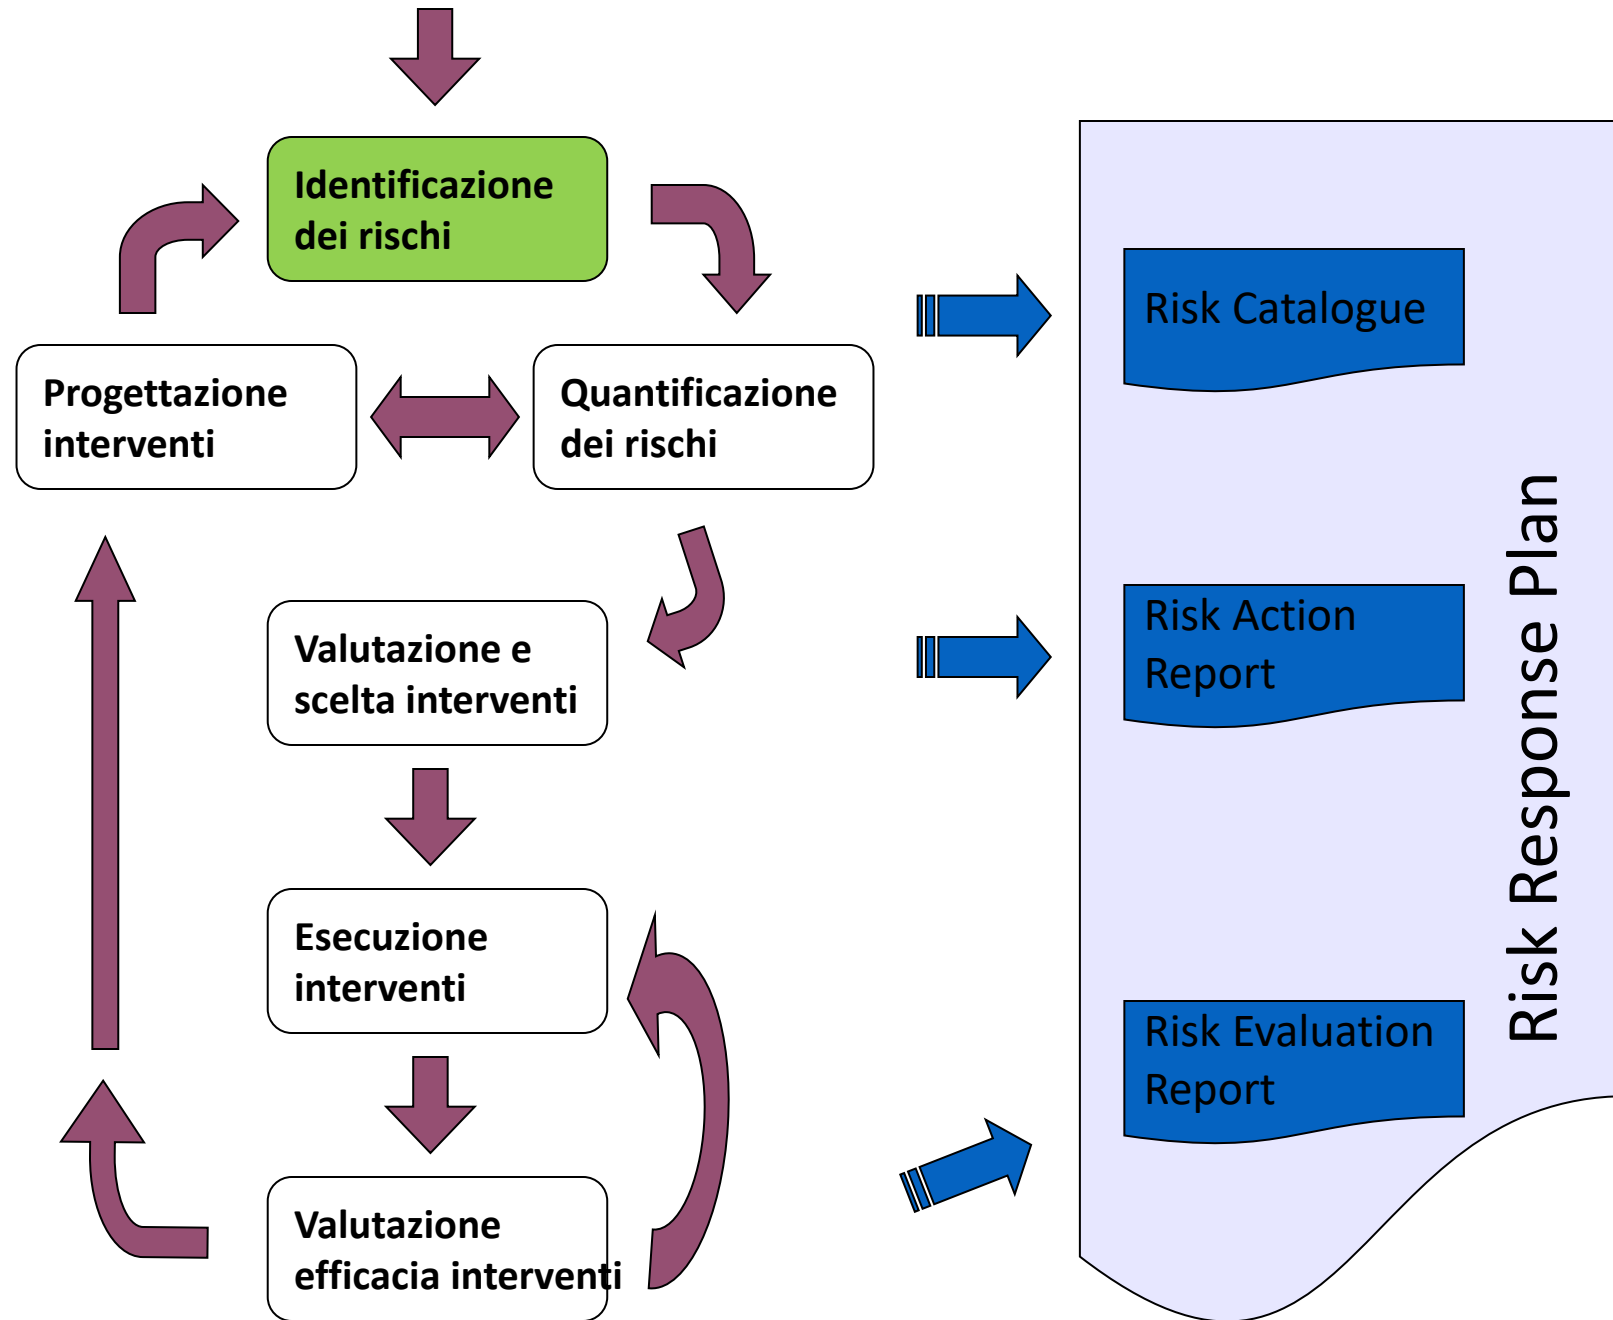 Identificazione
dei rischi
Progettazione
interventi
Quantificazione
dei rischi
Valutazione e
scelta interventi
Esecuzione
interventi
Valutazione
efficacia interventi
Risk Catalogue
Risk Action
Report
Risk Evaluation
Report
Risk Response Plan